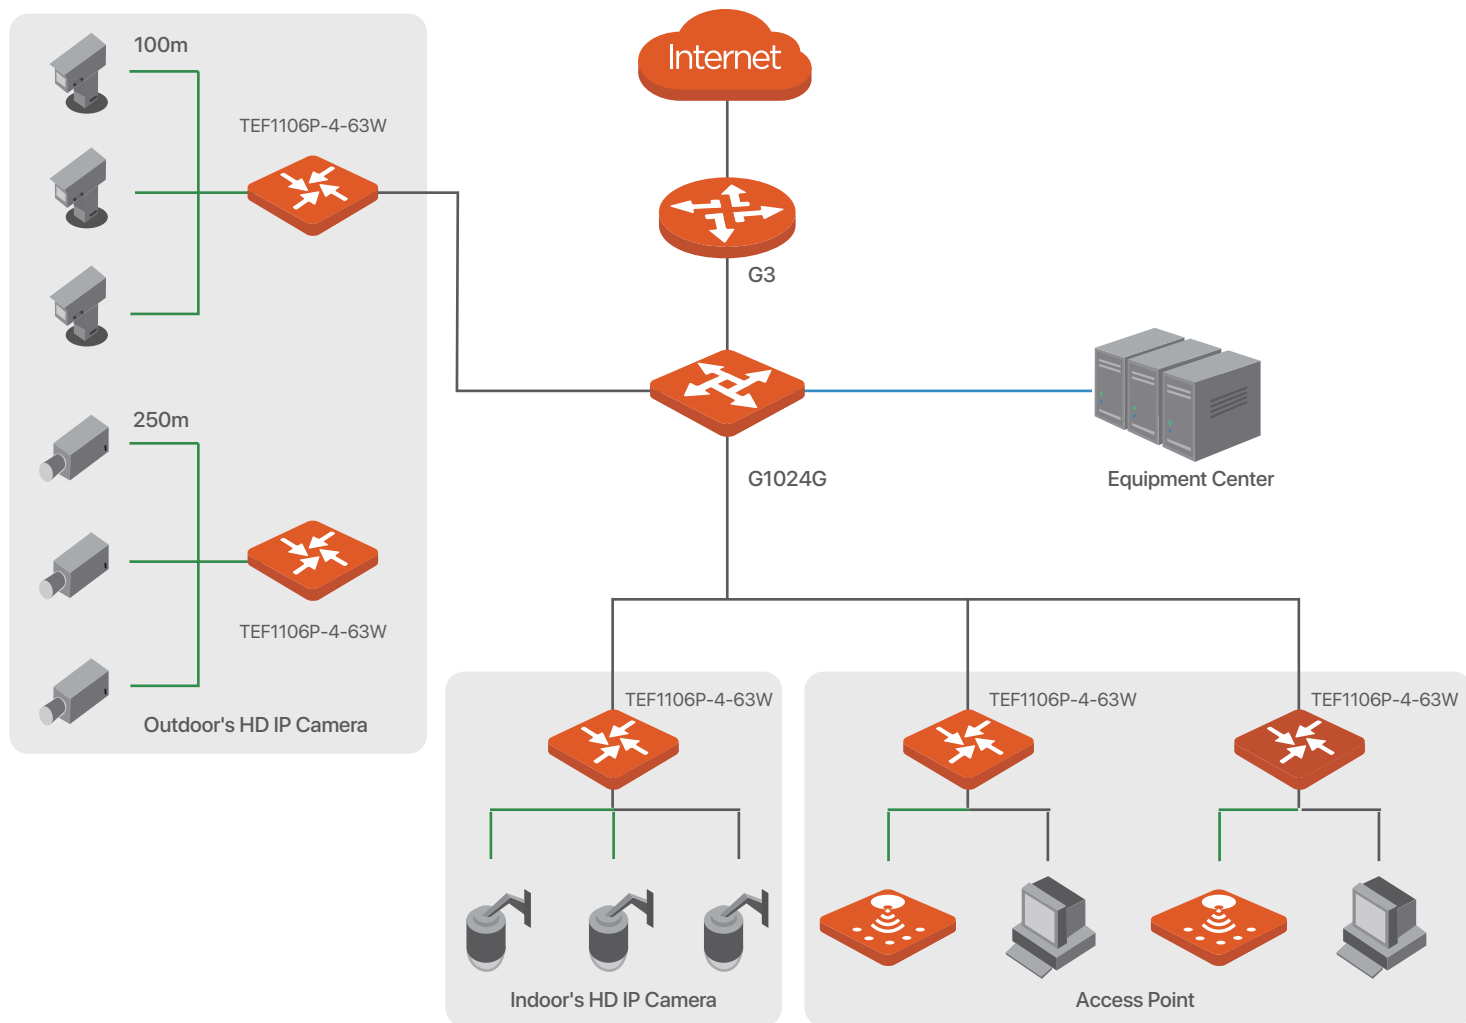 100m
Internet
TEF1106P-4-63W
G3
250m
G1024G
Equipment Center
TEF1106P-4-63W
Outdoor's HD IP Camera
TEF1106P-4-63W
TEF1106P-4-63W
TEF1106P-4-63W
Indoor's HD IP Camera
Access Point